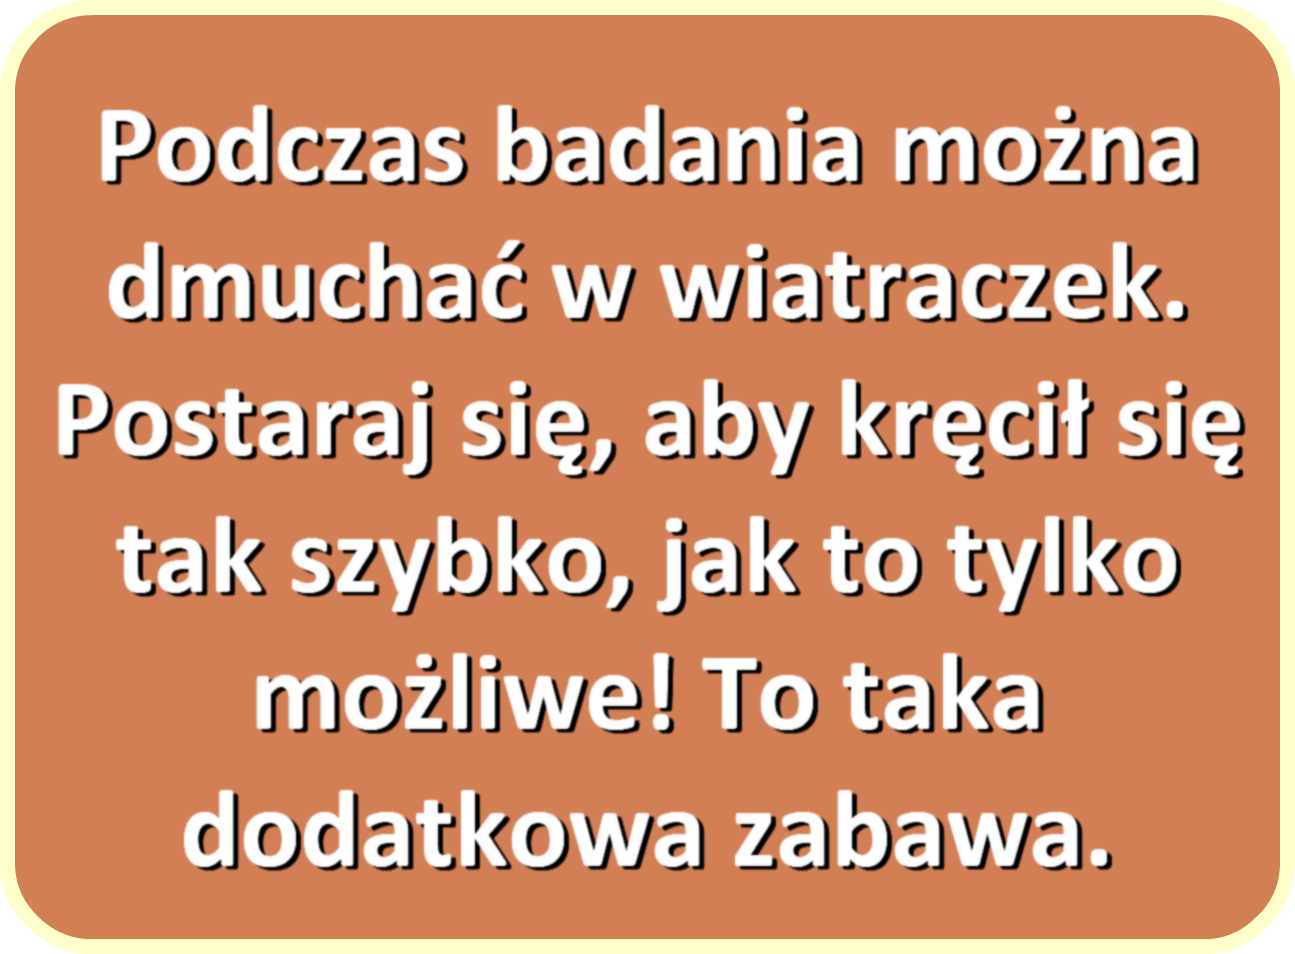 Podczas badania można
dmuchać w wiatraczek.
Postaraj się, aby kręcił się
tak szybko, jak to tylko
możliwe! To taka
dodatkowa zabawa.